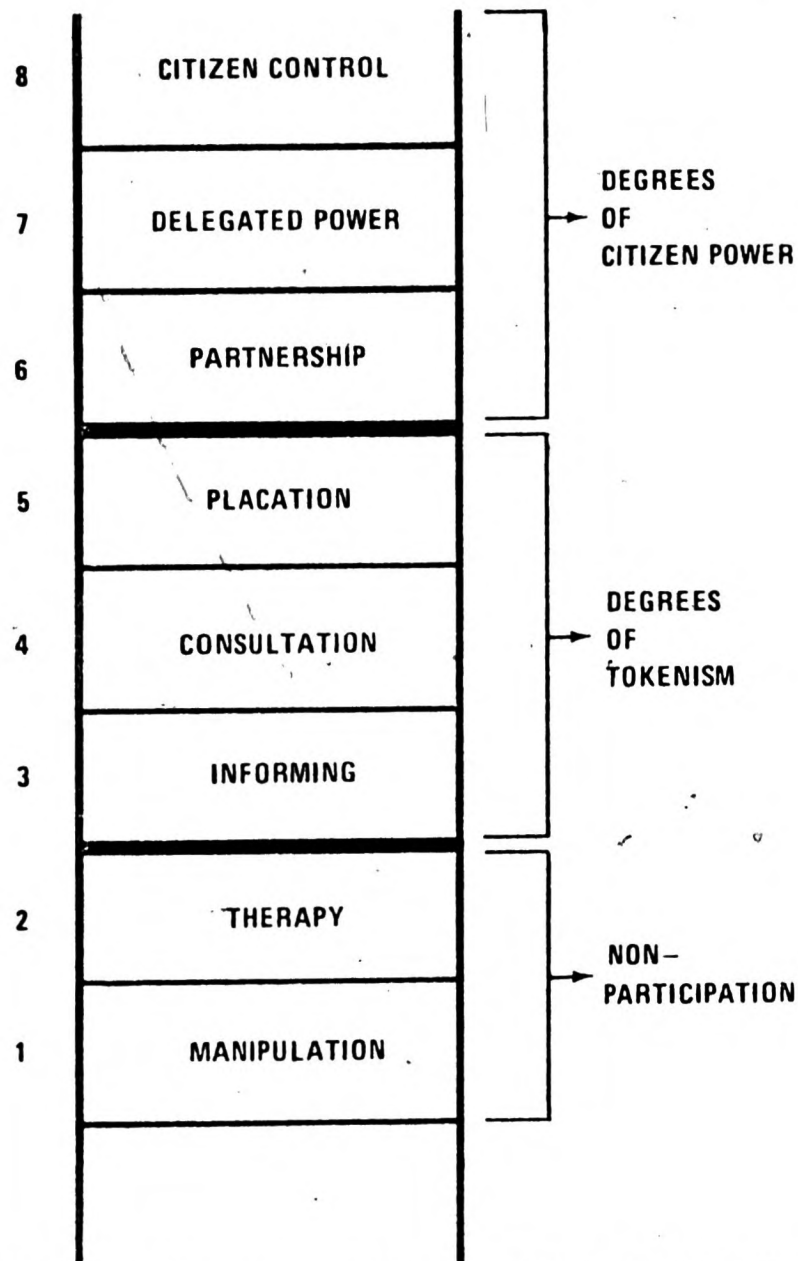 8 CITIZEN CONTROL
7 DELEGATED POWER
6 PARTNERSHIP
DEGREES
OF
CITIZEN POWER
5 PLACATION
4 CONSULTATION
3 INFORMING
DEGREES
OF
TOKENISM
2 THERAPY
1 MANIPULATION
NON–
PARTICIPATION